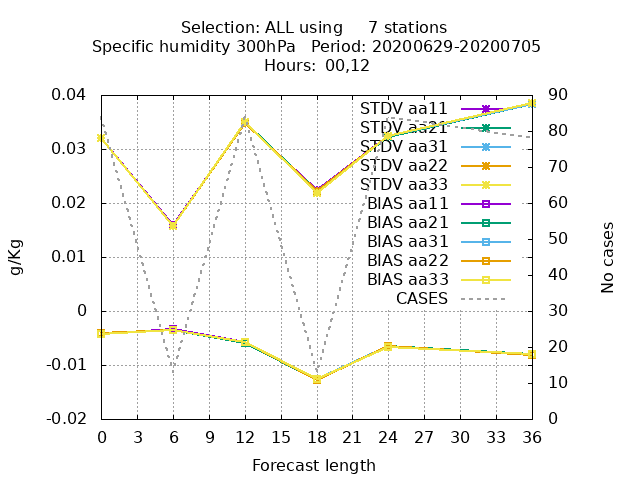 Selection: ALL using 7 stations
Specific humidity 300hPa Period: 20200629-20200705
Hours: 00,12
0.04
0.03
0.02
0.01
0
-0.01
-0.02
g/Kg
90
80
70
60
50
40
30
20
10
0
No cases
STDV aa11
STDV aa21
STDV aa31
STDV aa22
STDV aa33
BIAS aa11
BIAS aa21
BIAS aa31
BIAS aa22
BIAS aa33
CASES
0 3 6 9 12 15 18 21 24 27 30 33 36
Forecast length